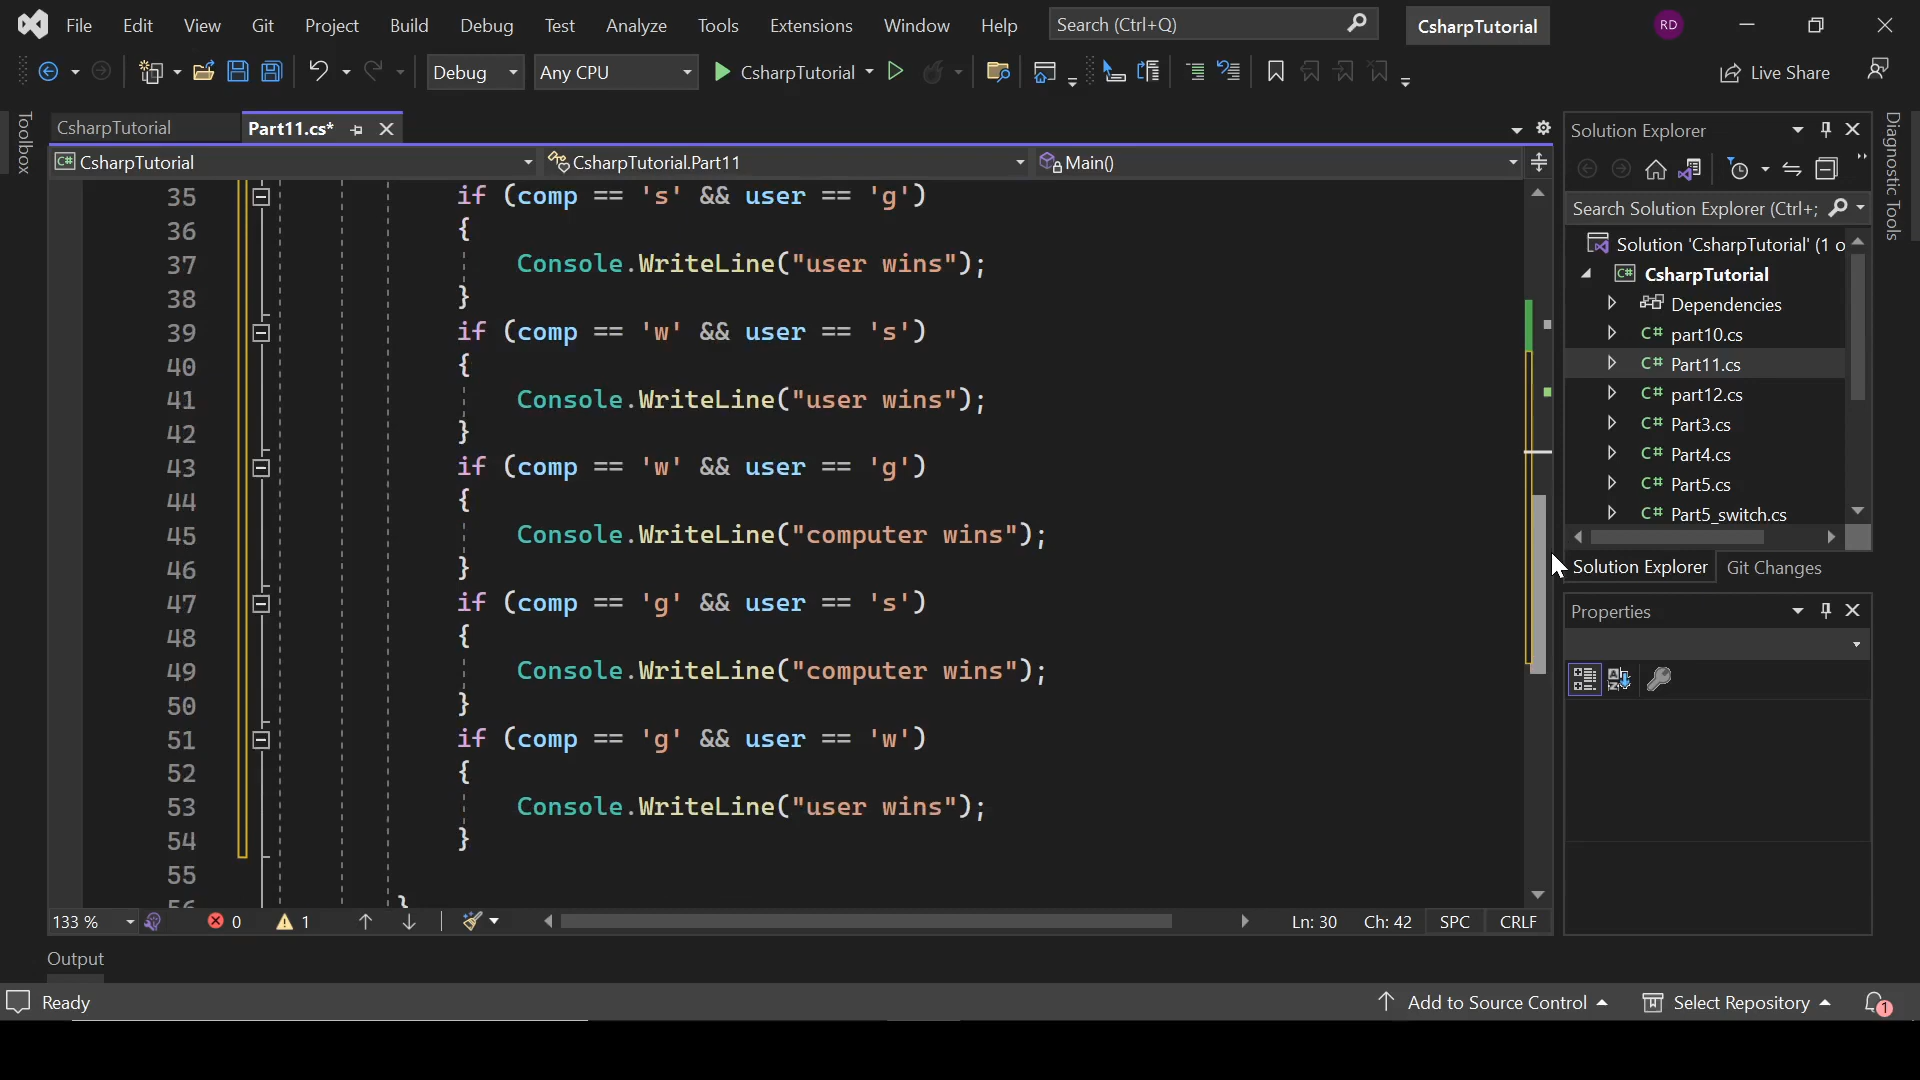 File Edit View Git Project Build Debug Test Analyze Tools Extensions Window Help Search (Ctrl+Q) CsharpTutorial RD
Debug Any CPU CsharpTutorial Live Share
Toolbox
CsharpTutorial Part11.cs*
CsharpTutorial CsharpTutorial.Part11 Main()
35 if (comp == 's' && user == 'g')
36 {
37 Console.WriteLine("user wins");
38 }
39 if (comp == 'w' && user == 's')
40 {
41 Console.WriteLine("user wins");
42 }
43 if (comp == 'w' && user == 'g')
44 {
45 Console.WriteLine("computer wins");
46 }
47 if (comp == 'g' && user == 's')
48 {
49 Console.WriteLine("computer wins");
50 }
51 if (comp == 'g' && user == 'w')
52 {
53 Console.WriteLine("user wins");
54 }
55
56 }
133 % 0 1 Ln: 30 Ch: 42 SPC CRLF
Solution Explorer
Search Solution Explorer (Ctrl+;
Solution 'CsharpTutorial' (1 o
C# CsharpTutorial
Dependencies
C# part10.cs
C# Part11.cs
C# part12.cs
C# Part3.cs
C# Part4.cs
C# Part5.cs
C# Part5_switch.cs
Solution Explorer Git Changes
Properties
Diagnostic Tools
Output
Ready Add to Source Control Select Repository 1